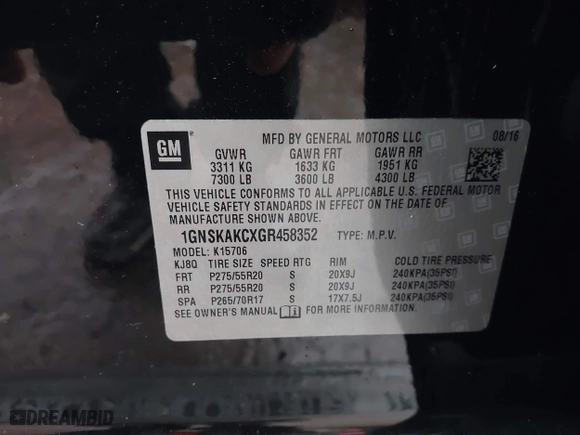 GM
MFD BY GENERAL MOTORS LLC 08/16
GVWR GAWR FRT GAWR RR
3311 KG 1633 KG 1951 KG
7300 LB 3600 LB 4300 LB
THIS VEHICLE CONFORMS TO ALL APPLICABLE U.S. FEDERAL MOTOR
VEHICLE SAFETY STANDARDS IN EFFECT ON THE DATE OF
MANUFACTURE SHOWN ABOVE.
1GNSKAKCXGR458352 TYPE: M.P.V.
MODEL: K15706
KJ8Q TIRE SIZE SPEED RTG RIM COLD TIRE PRESSURE
FRT P275/55R20 S 20X9J 240KPA(35PSI)
RR P275/55R20 S 20X9J 240KPA(35PSI)
SPA P265/70R17 S 17X7.5J 240KPA(35PSI)
SEE OWNER'S MANUAL FOR MORE INFORMATION.
DREAMBID